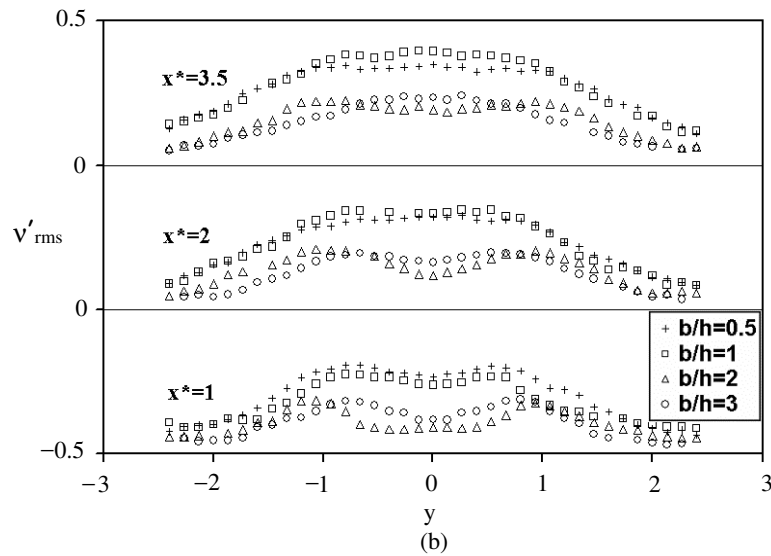 0.5
x*=3.5
0
ν′rms
x*=2
0
+ b/h=0.5
□ b/h=1
△ b/h=2
○ b/h=3
x*=1
−0.5
−3 −2 −1 0 1 2 3
y
(b)